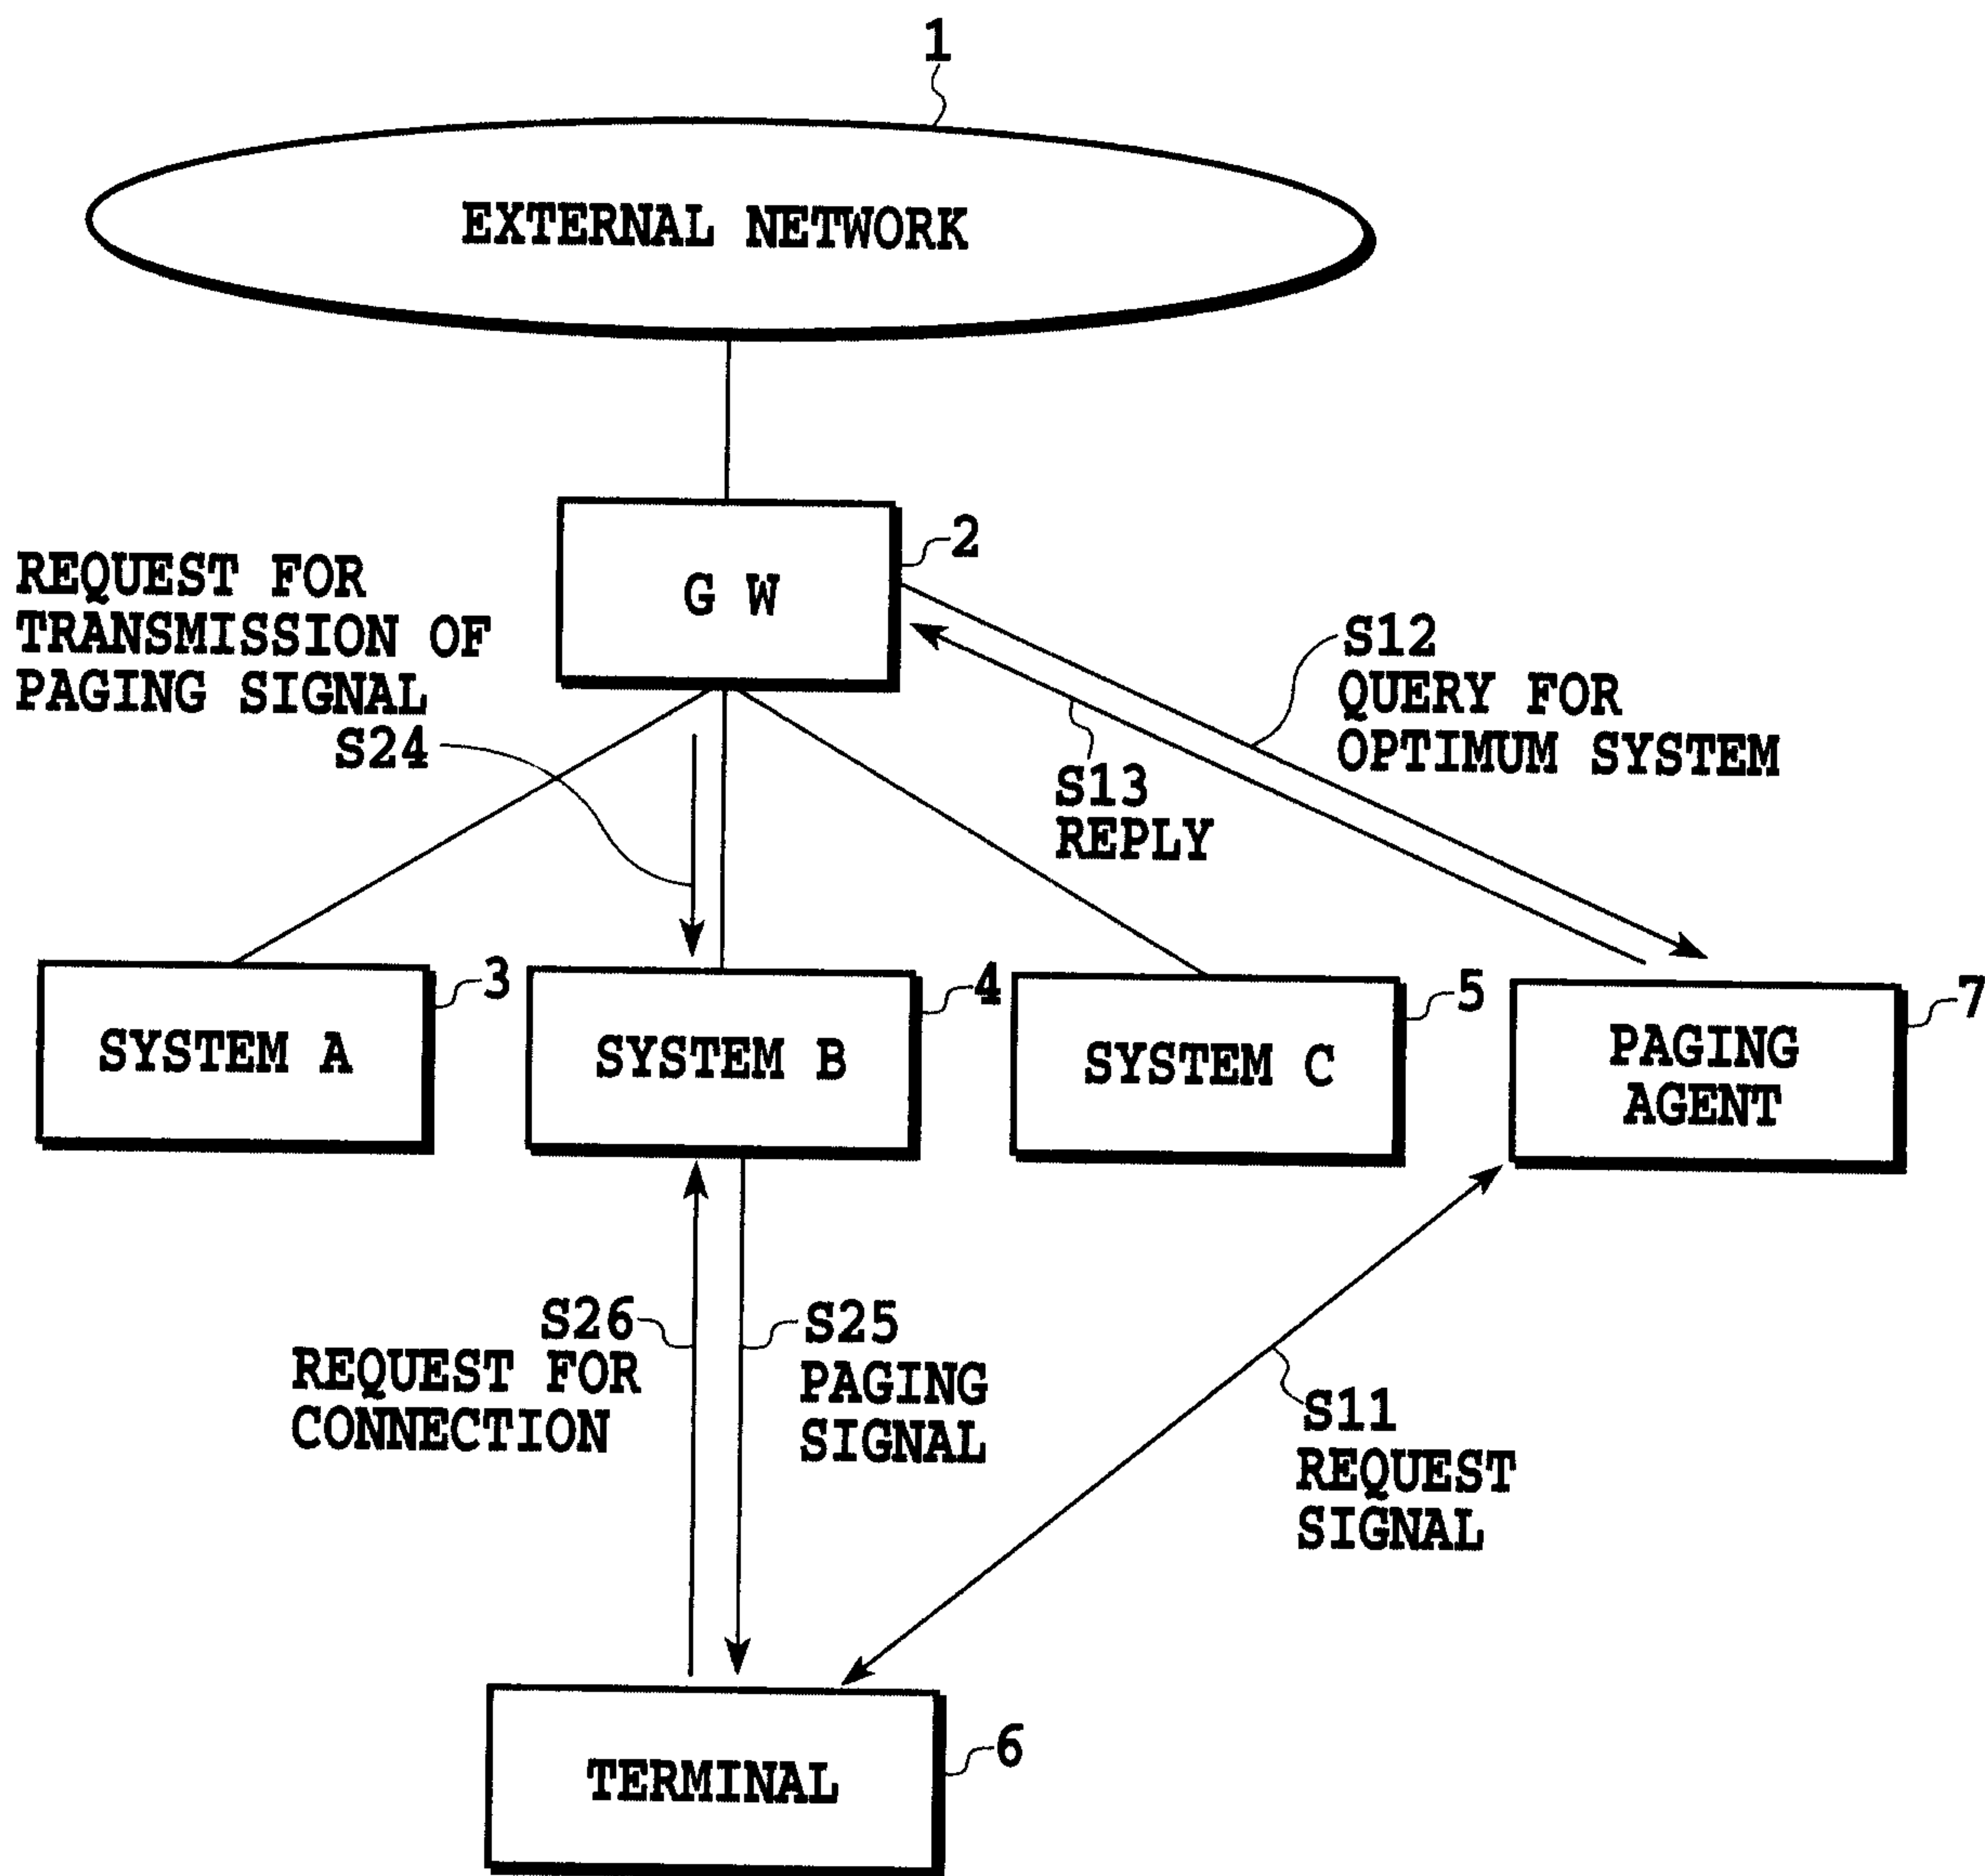 1
EXTERNAL NETWORK
2
G W
REQUEST FOR
TRANSMISSION OF
PAGING SIGNAL
S24
S12
QUERY FOR
OPTIMUM SYSTEM
S13
REPLY
3
SYSTEM A
4
SYSTEM B
5
SYSTEM C
7
PAGING
AGENT
S26
REQUEST FOR
CONNECTION
S25
PAGING
SIGNAL
S11
REQUEST
SIGNAL
6
TERMINAL